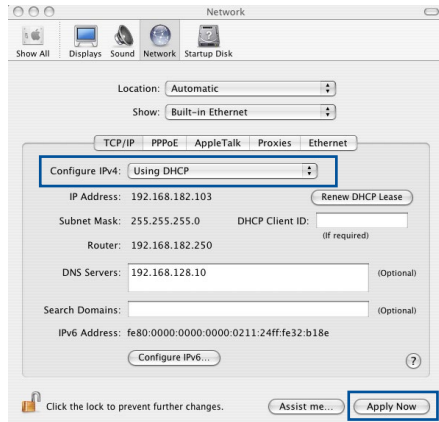 Network
Show All Displays Sound Network Startup Disk
Location: Automatic
Show: Built-in Ethernet
TCP/IP PPPoE AppleTalk Proxies Ethernet
Configure IPv4: Using DHCP
IP Address: 192.168.182.103 Renew DHCP Lease
Subnet Mask: 255.255.255.0 DHCP Client ID:
(If required)
Router: 192.168.182.250
DNS Servers: 192.168.128.10 (Optional)
Search Domains: (Optional)
IPv6 Address: fe80:0000:0000:0000:0211:24ff:fe32:b18e
Configure IPv6... ?
Click the lock to prevent further changes. Assist me... Apply Now